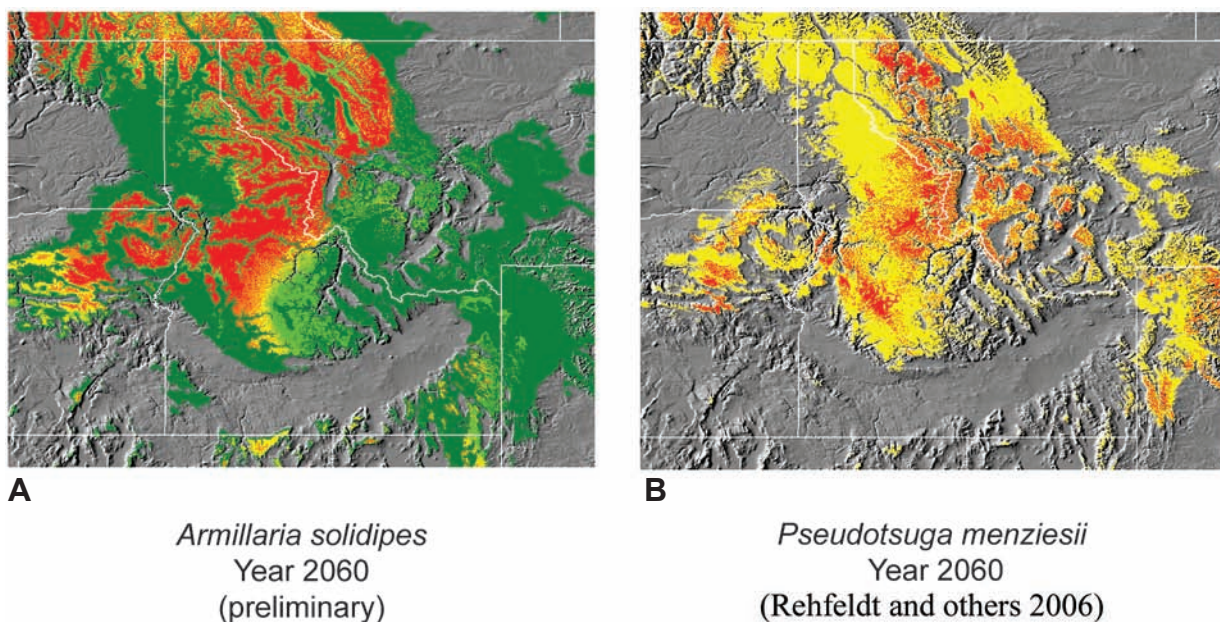 A
B
Armillaria solidipes
Year 2060
(preliminary)
Pseudotsuga menziesii
Year 2060
(Rehfeldt and others 2006)